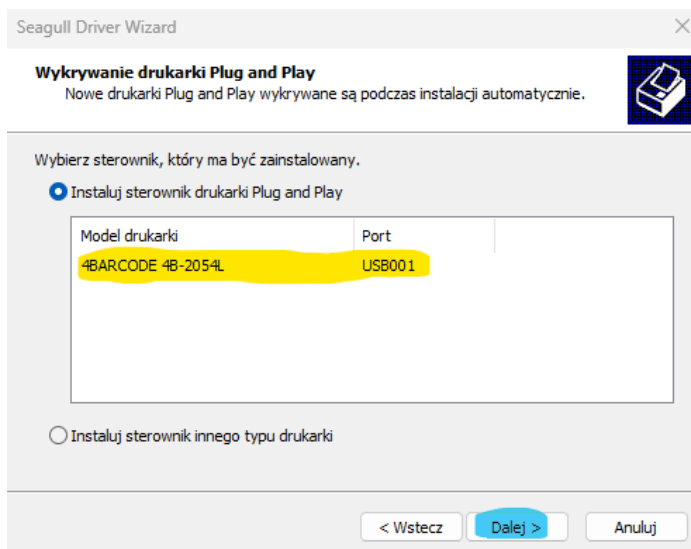 Seagull Driver Wizard
Wykrywanie drukarki Plug and Play
Nowe drukarki Plug and Play wykrywane są podczas instalacji automatycznie.
Wybierz sterownik, który ma być zainstalowany.
Instaluj sterownik drukarki Plug and Play
Model drukarki Port
4BARCODE 4B-2054L USB001
Instaluj sterownik innego typu drukarki
< Wstecz Dalej > Anuluj